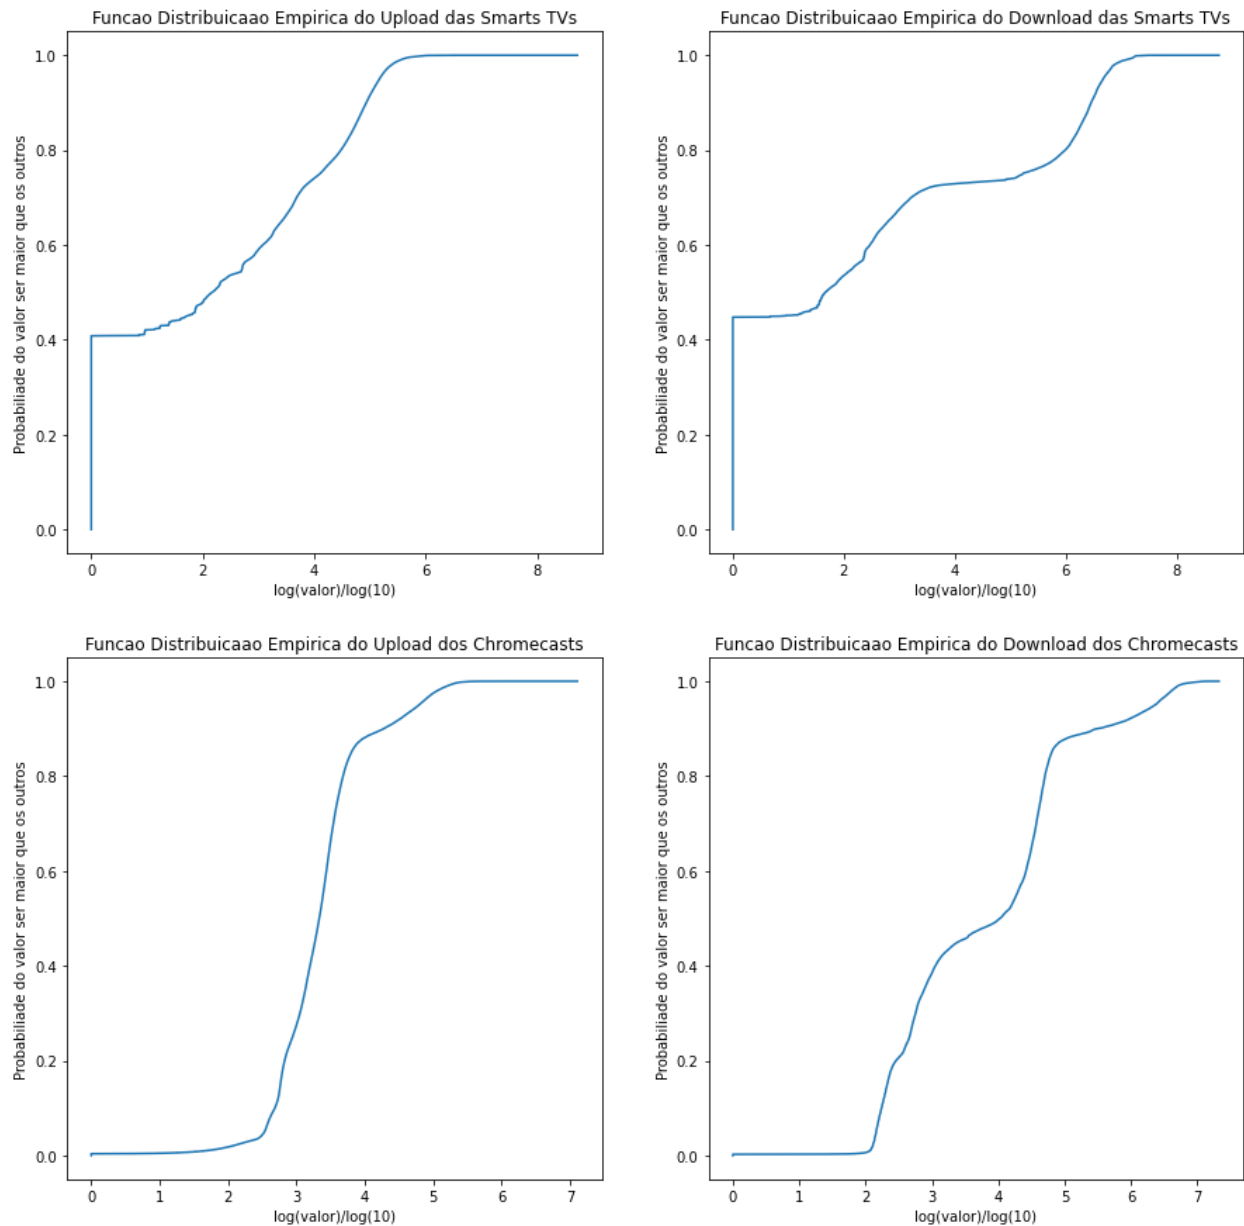 Funcao Distribuicaao Empirica do Upload das Smarts TVs
Probabiliade do valor ser maior que os outros
1.0
0.8
0.6
0.4
0.2
0.0
0 2 4 6 8
log(valor)/log(10)
Funcao Distribuicaao Empirica do Download das Smarts TVs
Probabiliade do valor ser maior que os outros
1.0
0.8
0.6
0.4
0.2
0.0
0 2 4 6 8
log(valor)/log(10)
Funcao Distribuicaao Empirica do Upload dos Chromecasts
Probabiliade do valor ser maior que os outros
1.0
0.8
0.6
0.4
0.2
0.0
0 1 2 3 4 5 6 7
log(valor)/log(10)
Funcao Distribuicaao Empirica do Download dos Chromecasts
Probabiliade do valor ser maior que os outros
1.0
0.8
0.6
0.4
0.2
0.0
0 1 2 3 4 5 6 7
log(valor)/log(10)